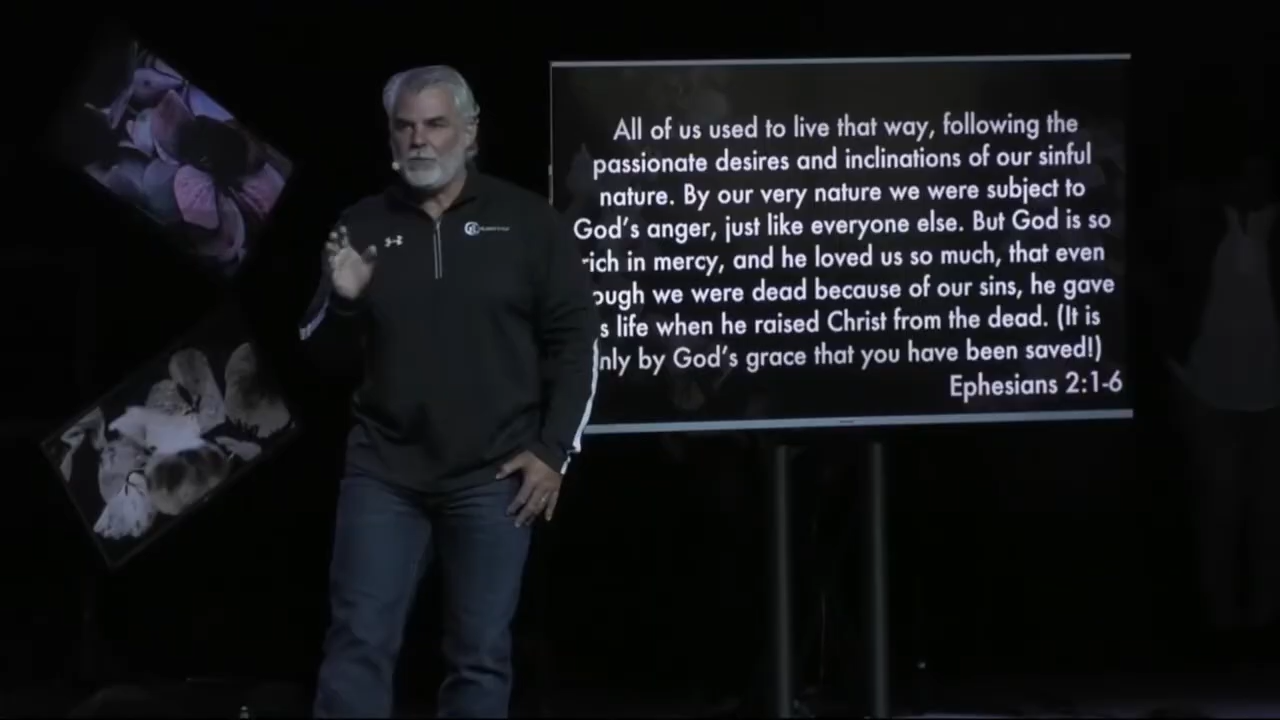 All of us used to live that way, following the
passionate desires and inclinations of our sinful
nature. By our very nature we were subject to
God's anger, just like everyone else. But God is so
rich in mercy, and he loved us so much, that even
ough we were dead because of our sins, he gave
s life when he raised Christ from the dead. (It is
nly by God's grace that you have been saved!)
Ephesians 2:1-6